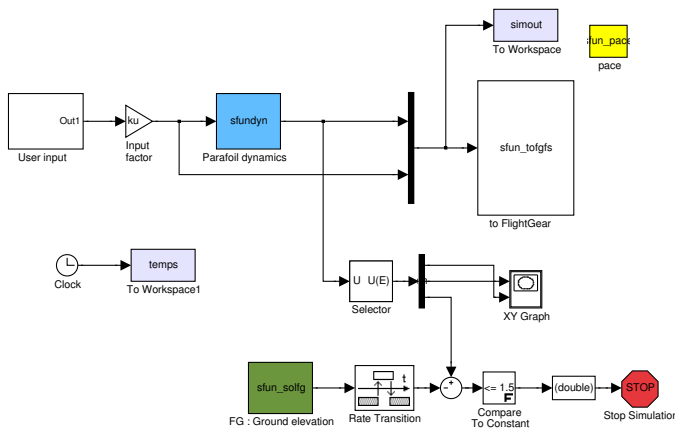 simout
To Workspace
sfun_pace
pace
Out1
User input
ku
Input
factor
sfundyn
Parafoil dynamics
sfun_tofgfs
to FlightGear
Clock
temps
To Workspace1
U U(E)
Selector
XY Graph
sfun_solfg
FG : Ground elevation
t
Rate Transition
- +
<= 1.5
F
Compare
To Constant
(double)
STOP
Stop Simulation